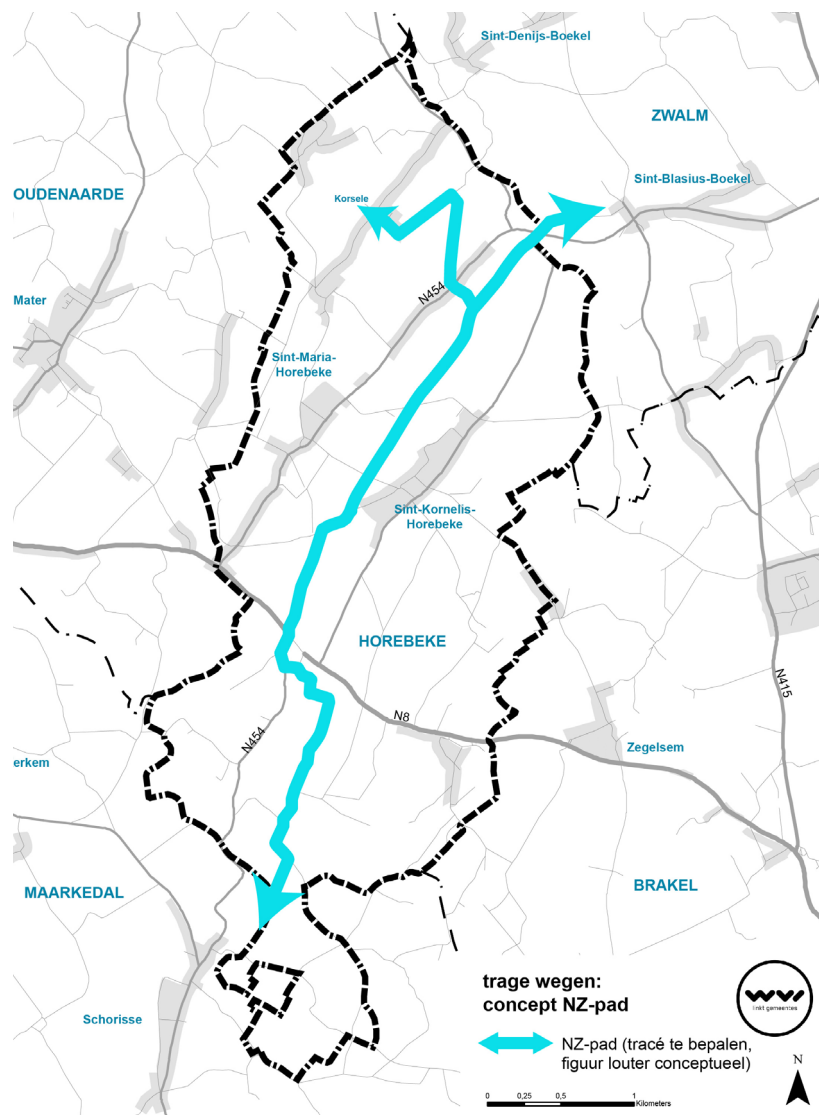 Sint-Denijs-Boekel
ZWALM
Sint-Blasius-Boekel
OUDENAARDE
Korsele
Mater
N454
Sint-Maria-
Horebeke
Sint-Kornelis-
Horebeke
HOREBEKE
N415
N8
N454
Zegelsem
erkem
MAARKEDAL
BRAKEL
Schorisse
trage wegen:
concept NZ-pad
linkt gemeentes
NZ-pad (tracé te bepalen,
figuur louter conceptueel)
N
0 0,25 0,5 1
Kilometers